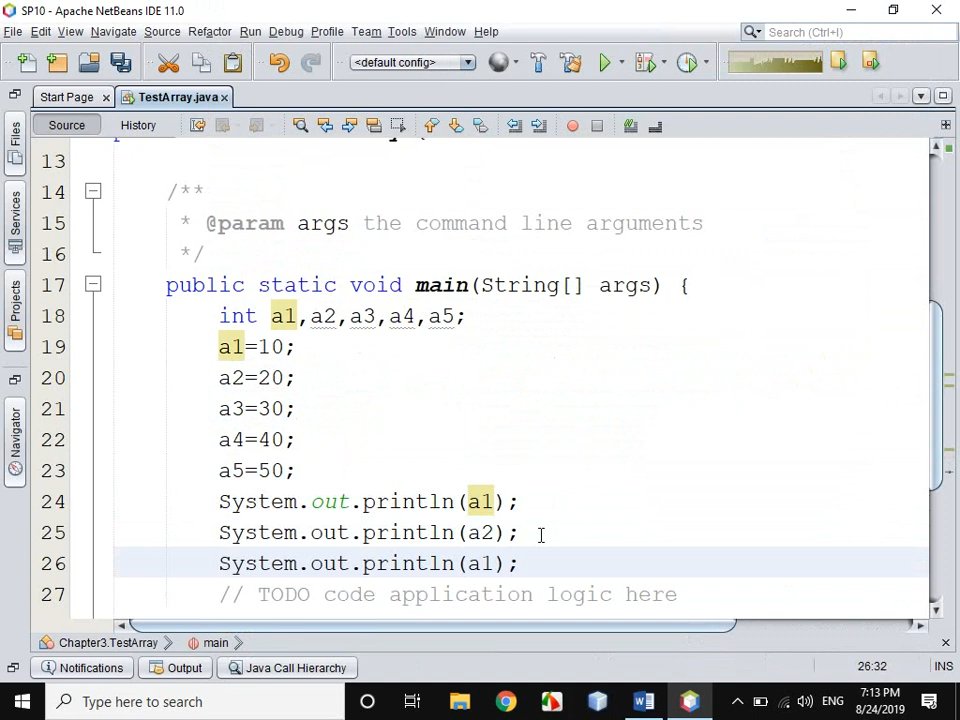 SP10 - Apache NetBeans IDE 11.0
File Edit View Navigate Source Refactor Run Debug Profile Team Tools Window Help
Search (Ctrl+I)
<default config>
Start Page
TestArray.java
Source History
Files
Services
Projects
Navigator
13
14 /**
15 * @param args the command line arguments
16 */
17 public static void main(String[] args) {
18 int a1,a2,a3,a4,a5;
19 a1=10;
20 a2=20;
21 a3=30;
22 a4=40;
23 a5=50;
24 System.out.println(a1);
25 System.out.println(a2);
26 System.out.println(a1);
27 // TODO code application logic here
Chapter3.TestArray main
Notifications Output Java Call Hierarchy
26:32 INS
Type here to search
ENG
7:13 PM
8/24/2019